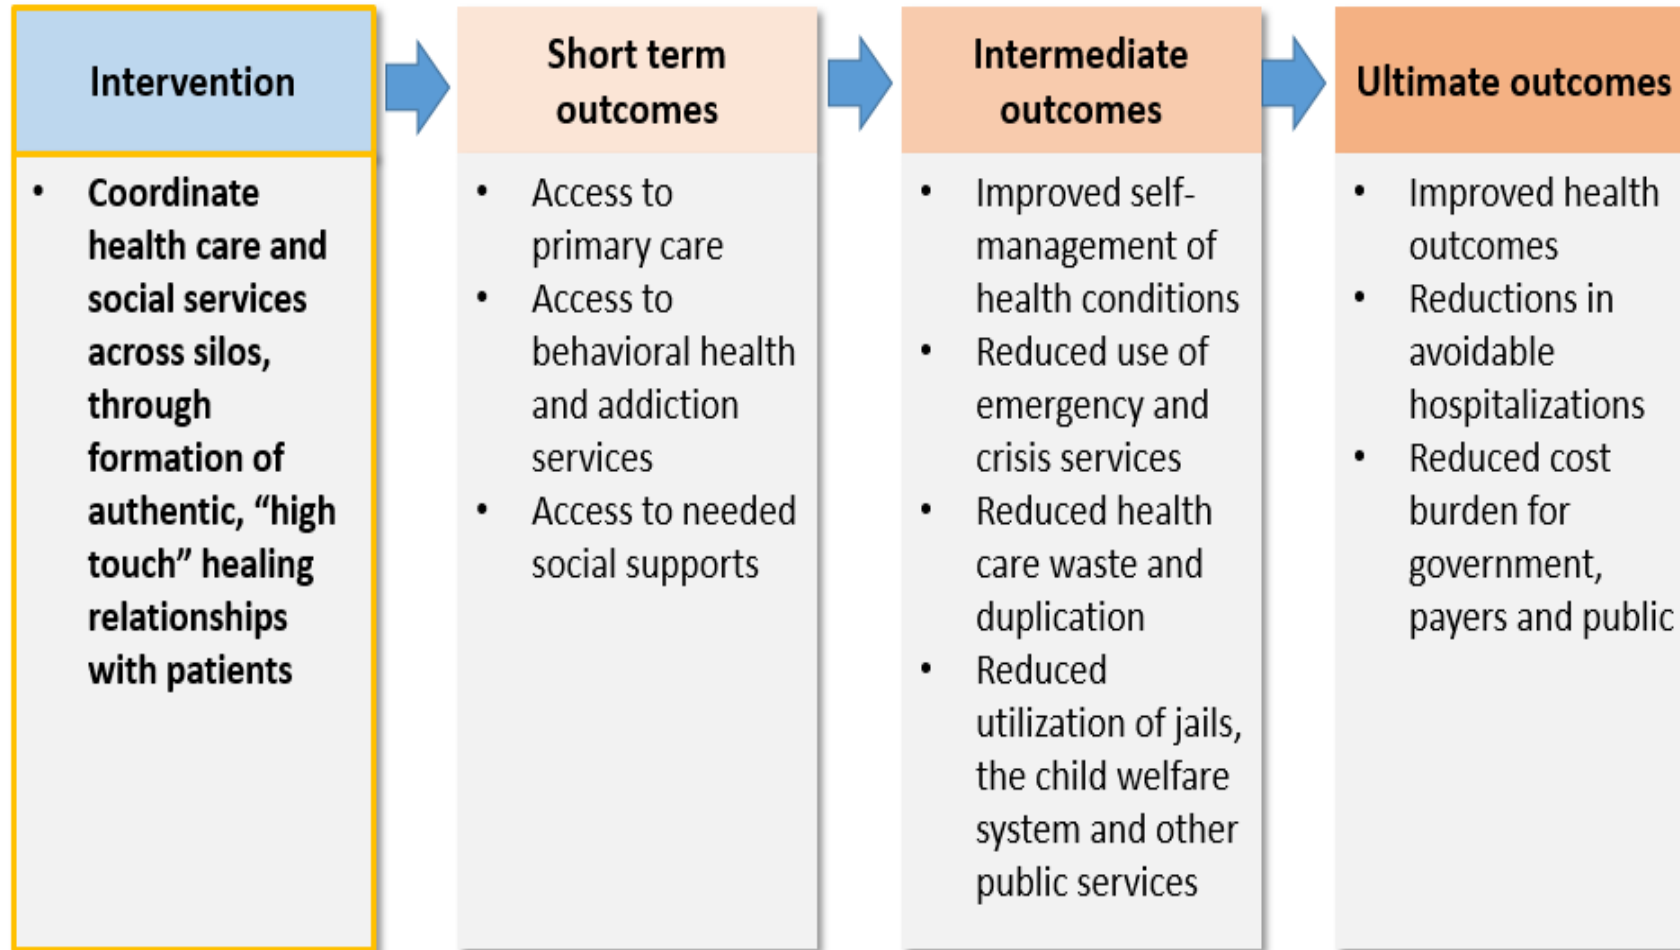 Intervention
• Coordinate
health care and
social services
across silos,
through
formation of
authentic, “high
touch” healing
relationships
with patients
Short term
outcomes
• Access to
primary care
• Access to
behavioral health
and addiction
services
• Access to needed
social supports
Intermediate
outcomes
• Improved self-
management of
health conditions
• Reduced use of
emergency and
crisis services
• Reduced health
care waste and
duplication
• Reduced
utilization of jails,
the child welfare
system and other
public services
Ultimate outcomes
• Improved health
outcomes
• Reductions in
avoidable
hospitalizations
• Reduced cost
burden for
government,
payers and public